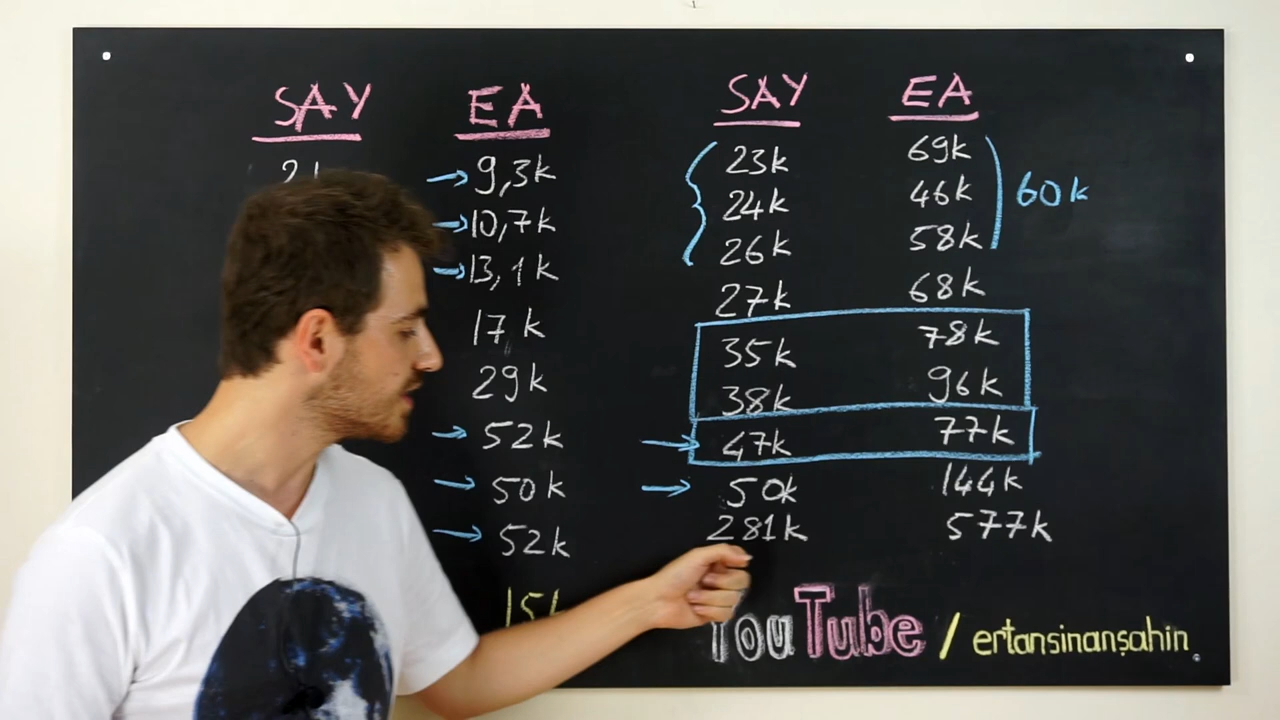 SAY EA SAY EA
9,3k 23k 69k
10,7k 24k 46k 60k
13,1k 26k 58k
17k 27k 68k
29k 35k 78k
38k 96k
52k 47k 77k
50k 50k 144k
52k 281k 577k
YouTube / ertansinanşahin